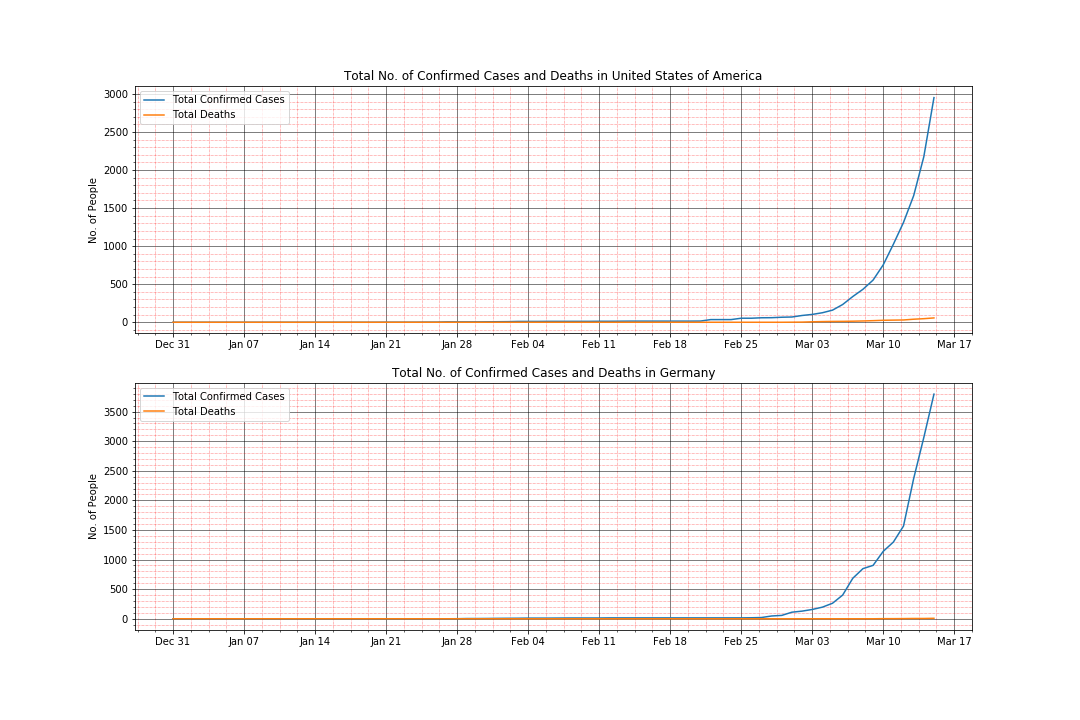 Total No. of Confirmed Cases and Deaths in United States of America
Total Confirmed Cases
Total Deaths
No. of People
3000
2500
2000
1500
1000
500
0
Dec 31 Jan 07 Jan 14 Jan 21 Jan 28 Feb 04 Feb 11 Feb 18 Feb 25 Mar 03 Mar 10 Mar 17
Total No. of Confirmed Cases and Deaths in Germany
Total Confirmed Cases
Total Deaths
No. of People
3500
3000
2500
2000
1500
1000
500
0
Dec 31 Jan 07 Jan 14 Jan 21 Jan 28 Feb 04 Feb 11 Feb 18 Feb 25 Mar 03 Mar 10 Mar 17